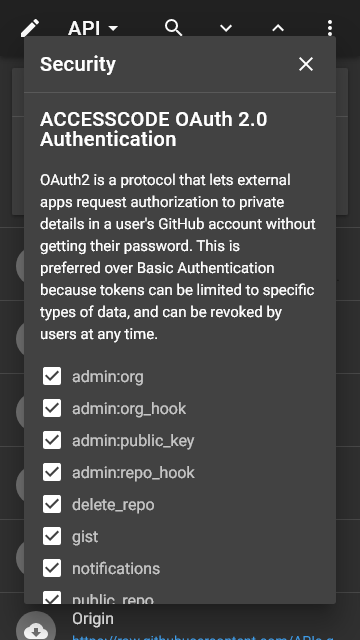 API
Security
ACCESSCODE OAuth 2.0
Authentication
OAuth2 is a protocol that lets external
apps request authorization to private
details in a user's GitHub account without
getting their password. This is
preferred over Basic Authentication
because tokens can be limited to specific
types of data, and can be revoked by
users at any time.
admin:org
admin:org_hook
admin:public_key
admin:repo_hook
delete_repo
gist
notifications
public_repo
Origin